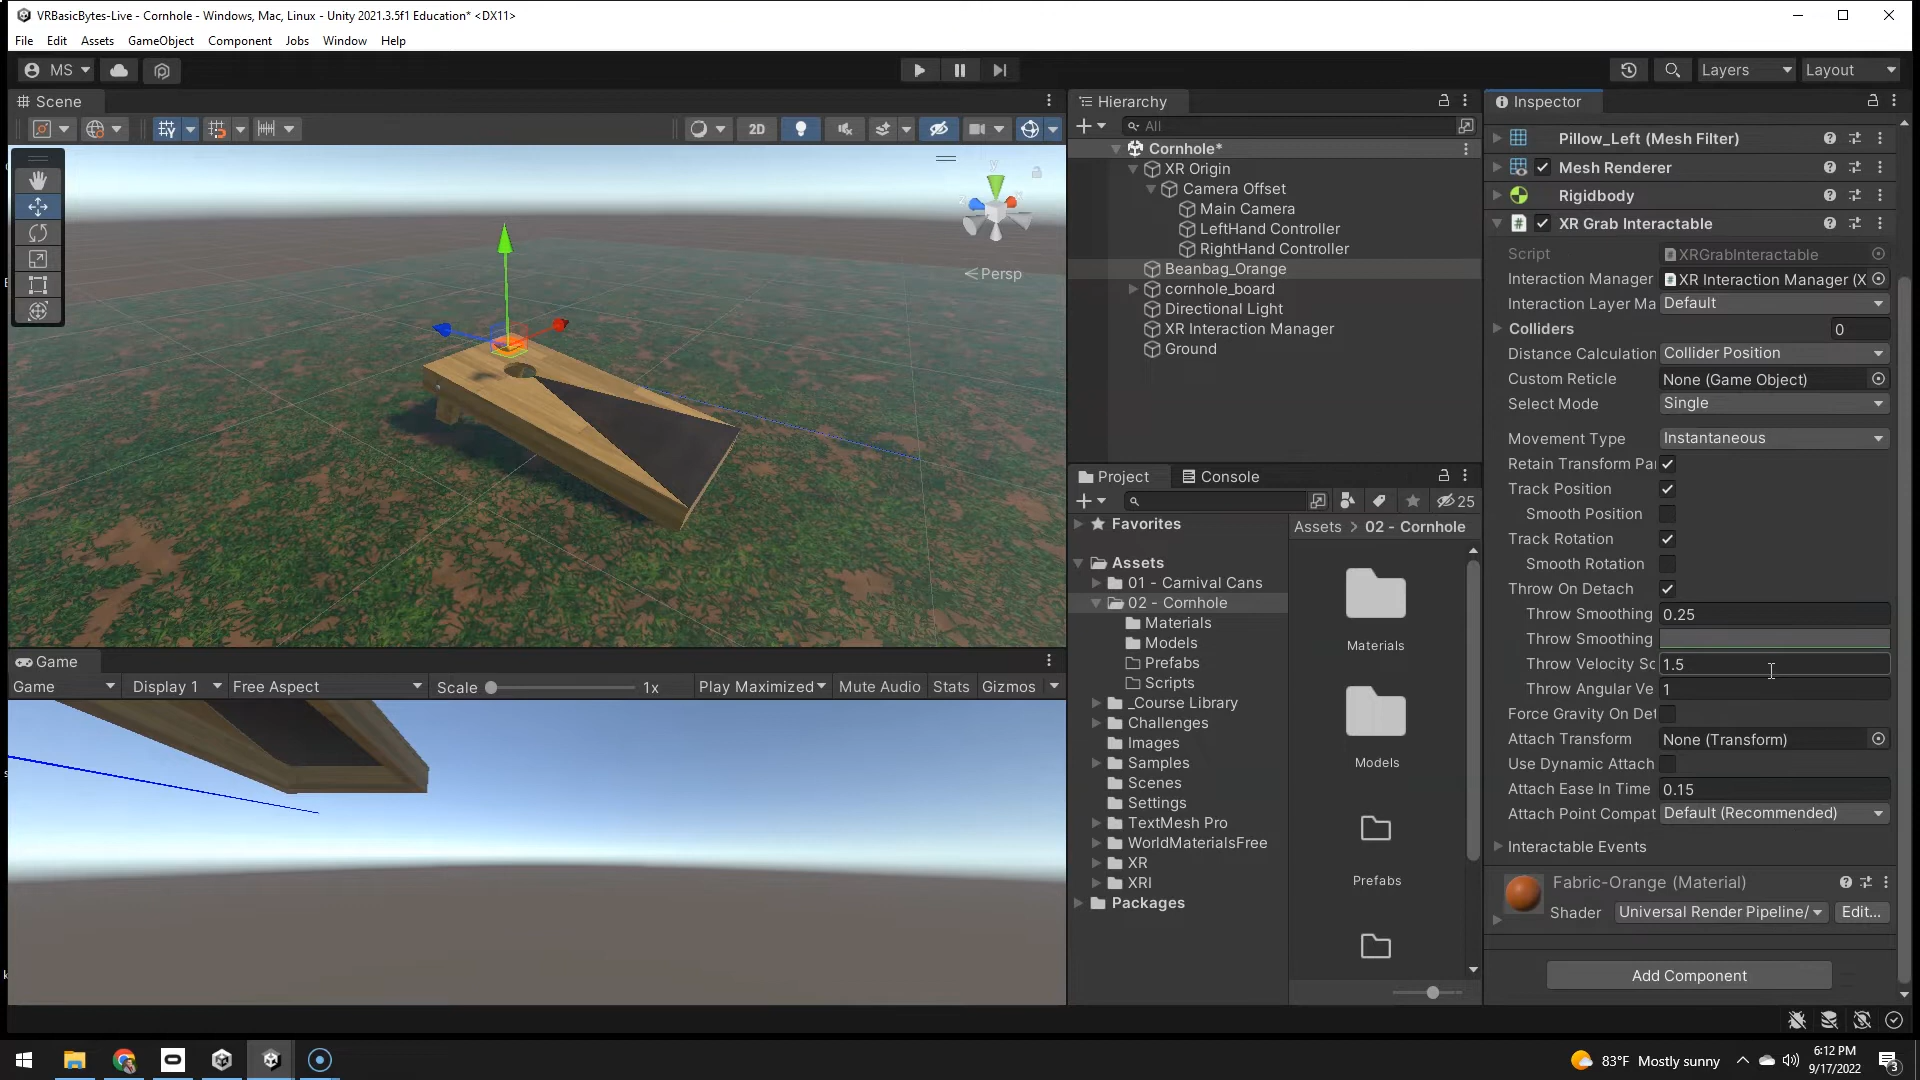 VRBasicBytes-Live - Cornhole - Windows, Mac, Linux - Unity 2021.3.5f1 Education* <DX11>
File Edit Assets GameObject Component Jobs Window Help
MS Layers Layout
Scene
2D
Persp
Hierarchy
All
Cornhole*
XR Origin
Camera Offset
Main Camera
LeftHand Controller
RightHand Controller
Beanbag_Orange
cornhole_board
Directional Light
XR Interaction Manager
Ground
Game
Game Display 1 Free Aspect Scale 1x Play Maximized Mute Audio Stats Gizmos
Project Console
25
Favorites
Assets
01 - Carnival Cans
02 - Cornhole
Materials
Models
Prefabs
Scripts
_Course Library
Challenges
Images
Samples
Scenes
Settings
TextMesh Pro
WorldMaterialsFree
XR
XRI
Packages
Assets > 02 - Cornhole
Materials
Models
Prefabs
Inspector
Pillow_Left (Mesh Filter)
Mesh Renderer
Rigidbody
# XR Grab Interactable
Script XRGrabInteractable
Interaction Manager XR Interaction Manager (X
Interaction Layer Ma Default
Colliders 0
Distance Calculation Collider Position
Custom Reticle None (Game Object)
Select Mode Single
Movement Type Instantaneous
Retain Transform Pa
Track Position
Smooth Position
Track Rotation
Smooth Rotation
Throw On Detach
Throw Smoothing 0.25
Throw Smoothing
Throw Velocity Sc 1.5
Throw Angular Ve 1
Force Gravity On Det
Attach Transform None (Transform)
Use Dynamic Attach
Attach Ease In Time 0.15
Attach Point Compat Default (Recommended)
Interactable Events
Fabric-Orange (Material)
Shader Universal Render Pipeline/ Edit...
Add Component
83°F Mostly sunny
6:12 PM
9/17/2022
3